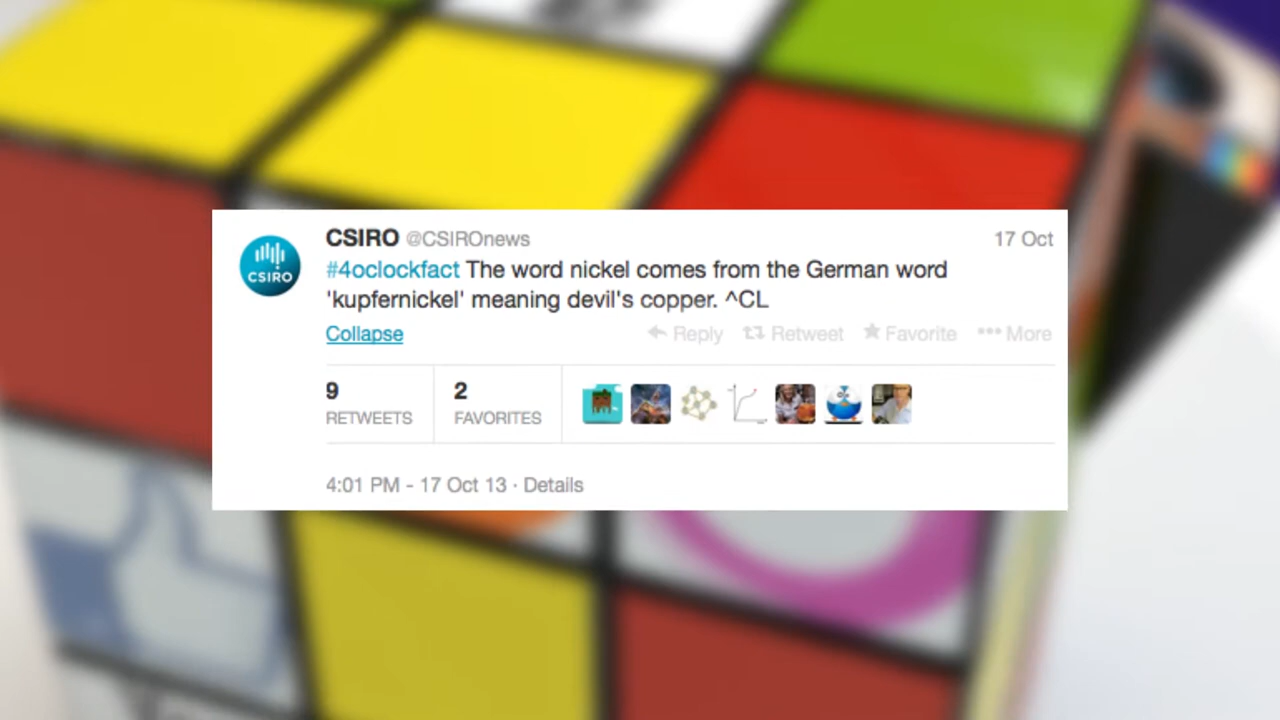 CSIRO @CSIROnews 17 Oct
#4oclockfact The word nickel comes from the German word
'kupfernickel' meaning devil's copper. ^CL
Collapse Reply Retweet Favorite More
9 2
RETWEETS FAVORITES
4:01 PM - 17 Oct 13 · Details
CSIRO